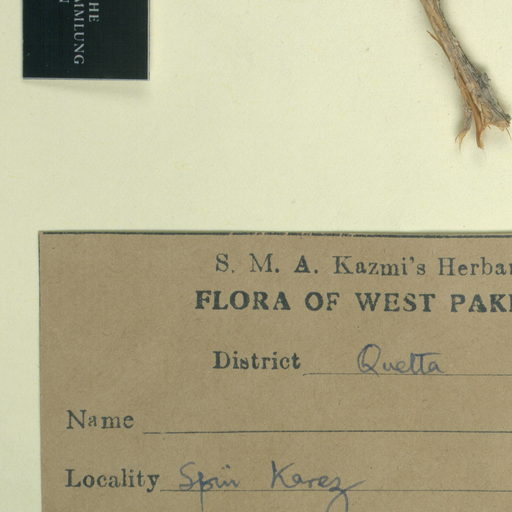 HE
MMLUNG
N
S. M. A. Kazmi's Herbar
FLORA OF WEST PAK
District Quetta
Name
Locality Spin Karez